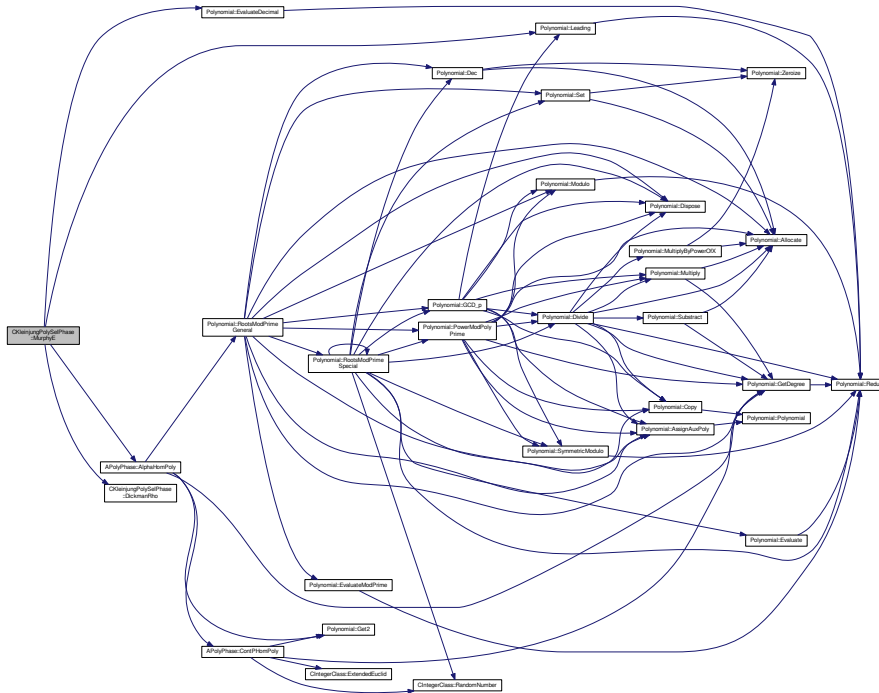 Polynomial::EvaluateDecimal
Polynomial::Leading
Polynomial::Dec
Polynomial::Zeroize
Polynomial::Set
Polynomial::Modulo
Polynomial::Dispose
Polynomial::Allocate
Polynomial::MultiplyByPowerOfX
Polynomial::Multiply
Polynomial::GCD_p
Polynomial::Divide
Polynomial::Substract
CKleinjungPolySelPhase
::MurphyE
Polynomial::RootsModPrime
General
Polynomial::PowerModPoly
Prime
Polynomial::RootsModPrime
Special
Polynomial::GetDegree
Polynomial::Redu
Polynomial::Copy
Polynomial::Polynomial
Polynomial::AssignAuxPoly
Polynomial::SymmetricModulo
APolyPhase::AlphaHomPoly
CKleinjungPolySelPhase
::DickmanRho
Polynomial::Evaluate
Polynomial::EvaluateModPrime
Polynomial::Get2
APolyPhase::ContPHomPoly
CIntegerClass::ExtendedEuclid
CIntegerClass::RandomNumber